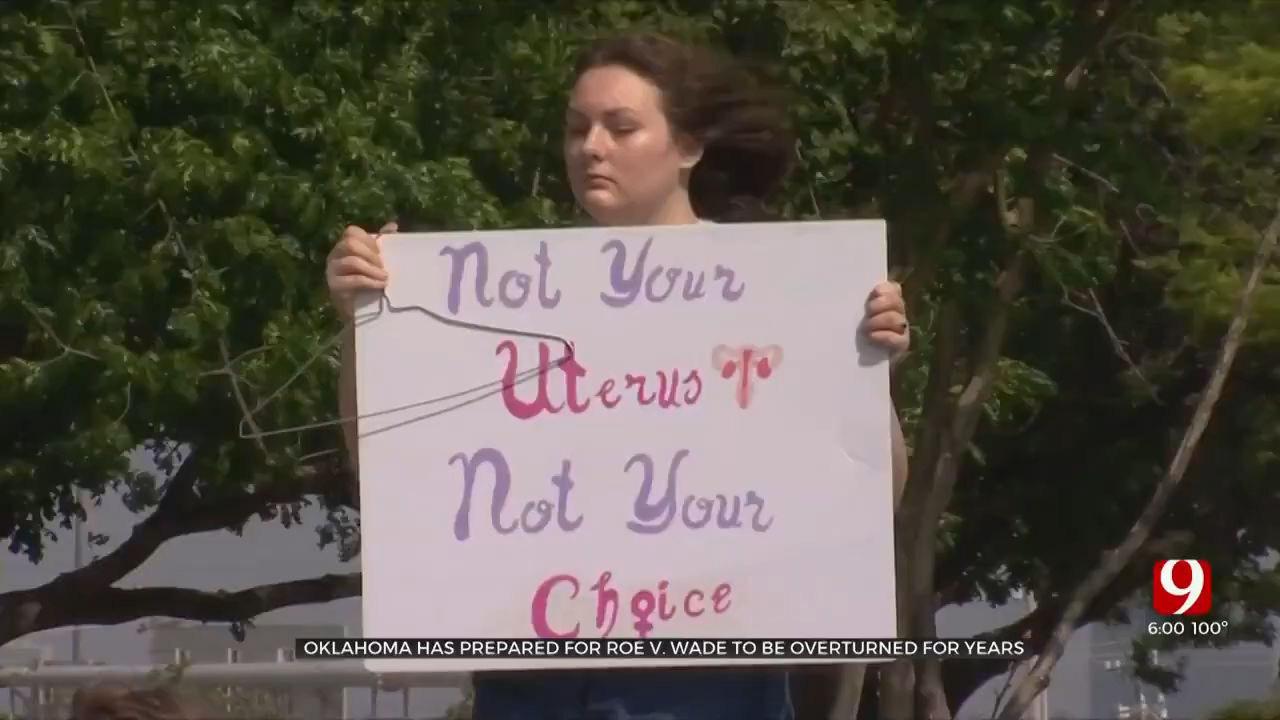 Not Your
Uterus
Not Your
Choice
OKLAHOMA HAS PREPARED FOR ROE V. WADE TO BE OVERTURNED FOR YEARS
9
6:00 100°